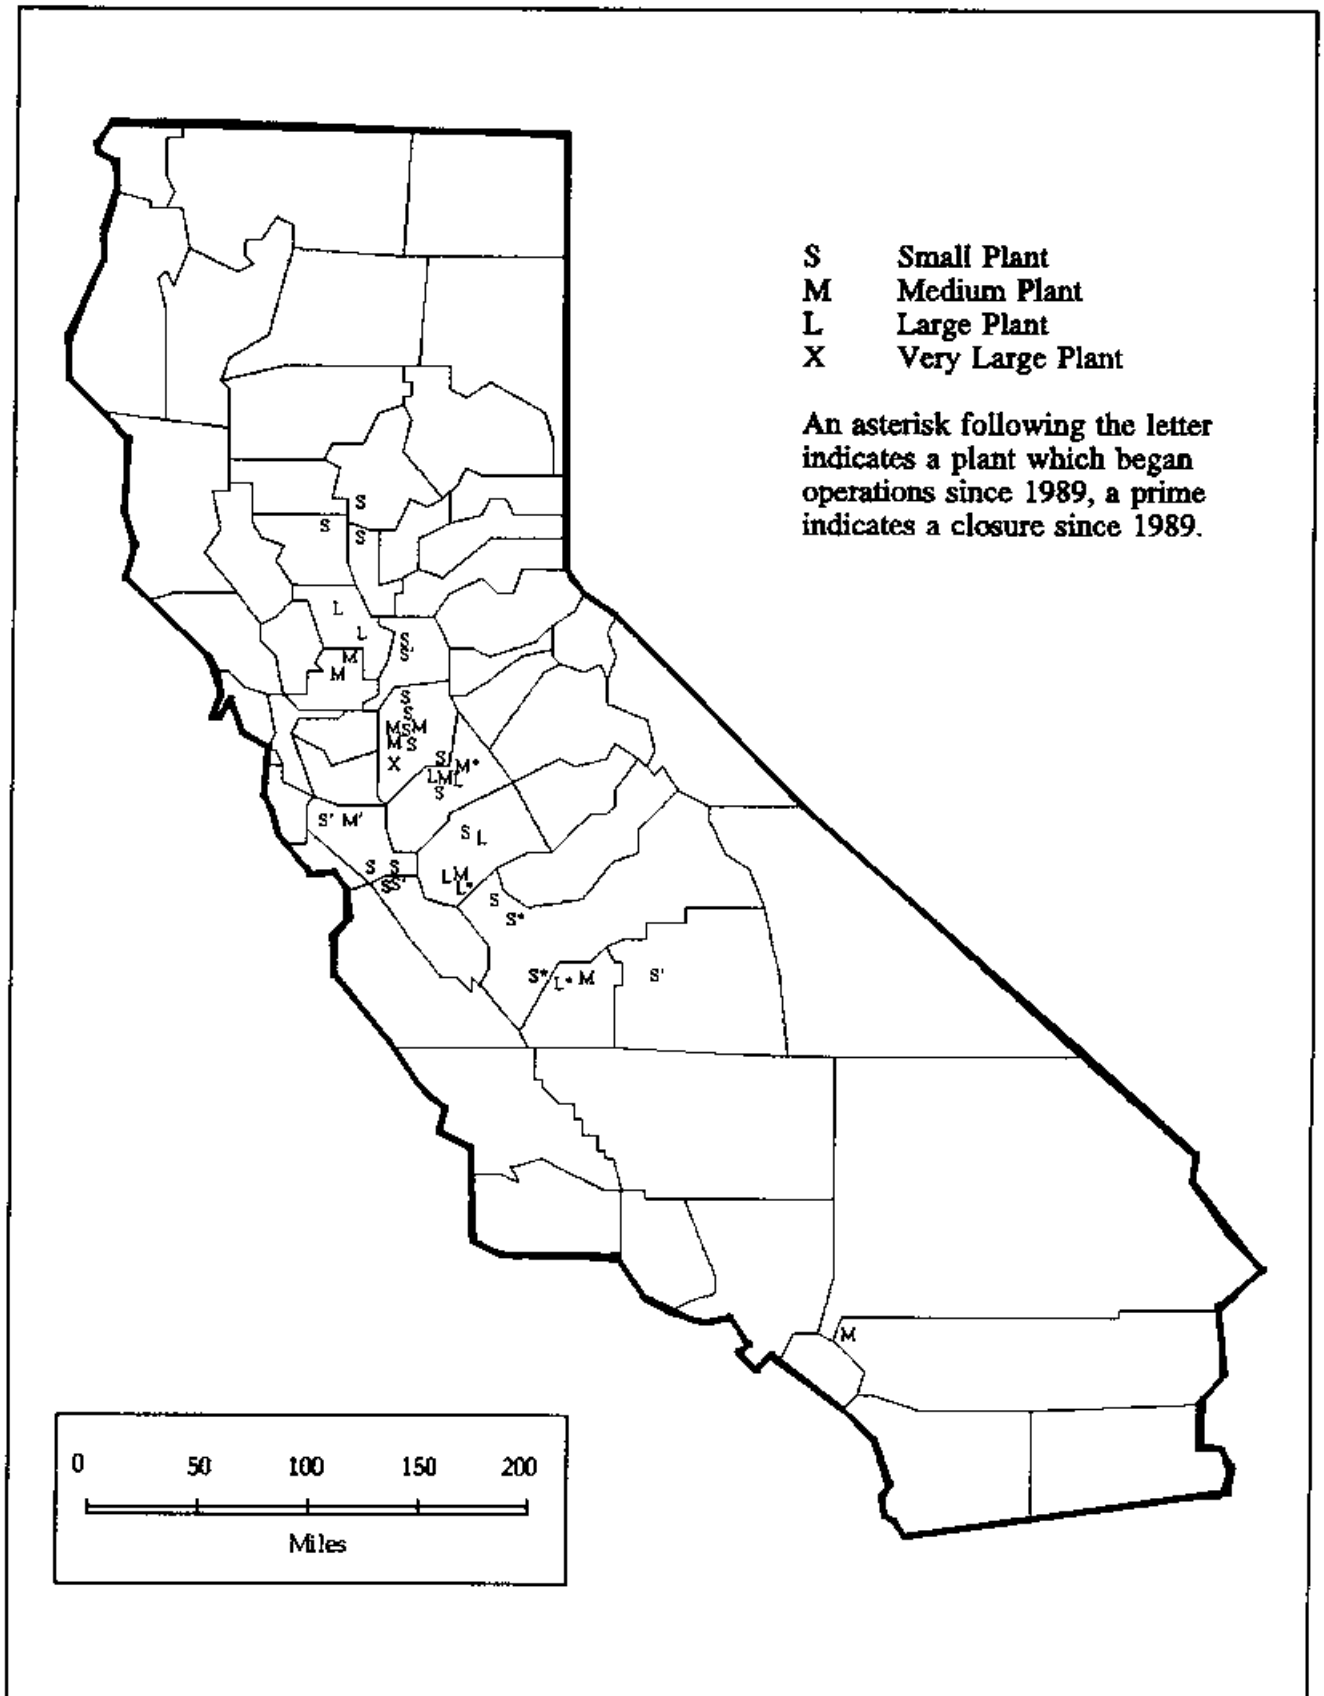 S Small Plant
M Medium Plant
L Large Plant
X Very Large Plant
An asterisk following the letter
indicates a plant which began
operations since 1989, a prime
indicates a closure since 1989.
S
S
S
L
L
S
M
M
S
M
M
M
S
X
S
M*
L M L
S
S' M'
S
L
S
S
L M
L*
S
S*
S*
L* M
S'
M
0 50 100 150 200
Miles